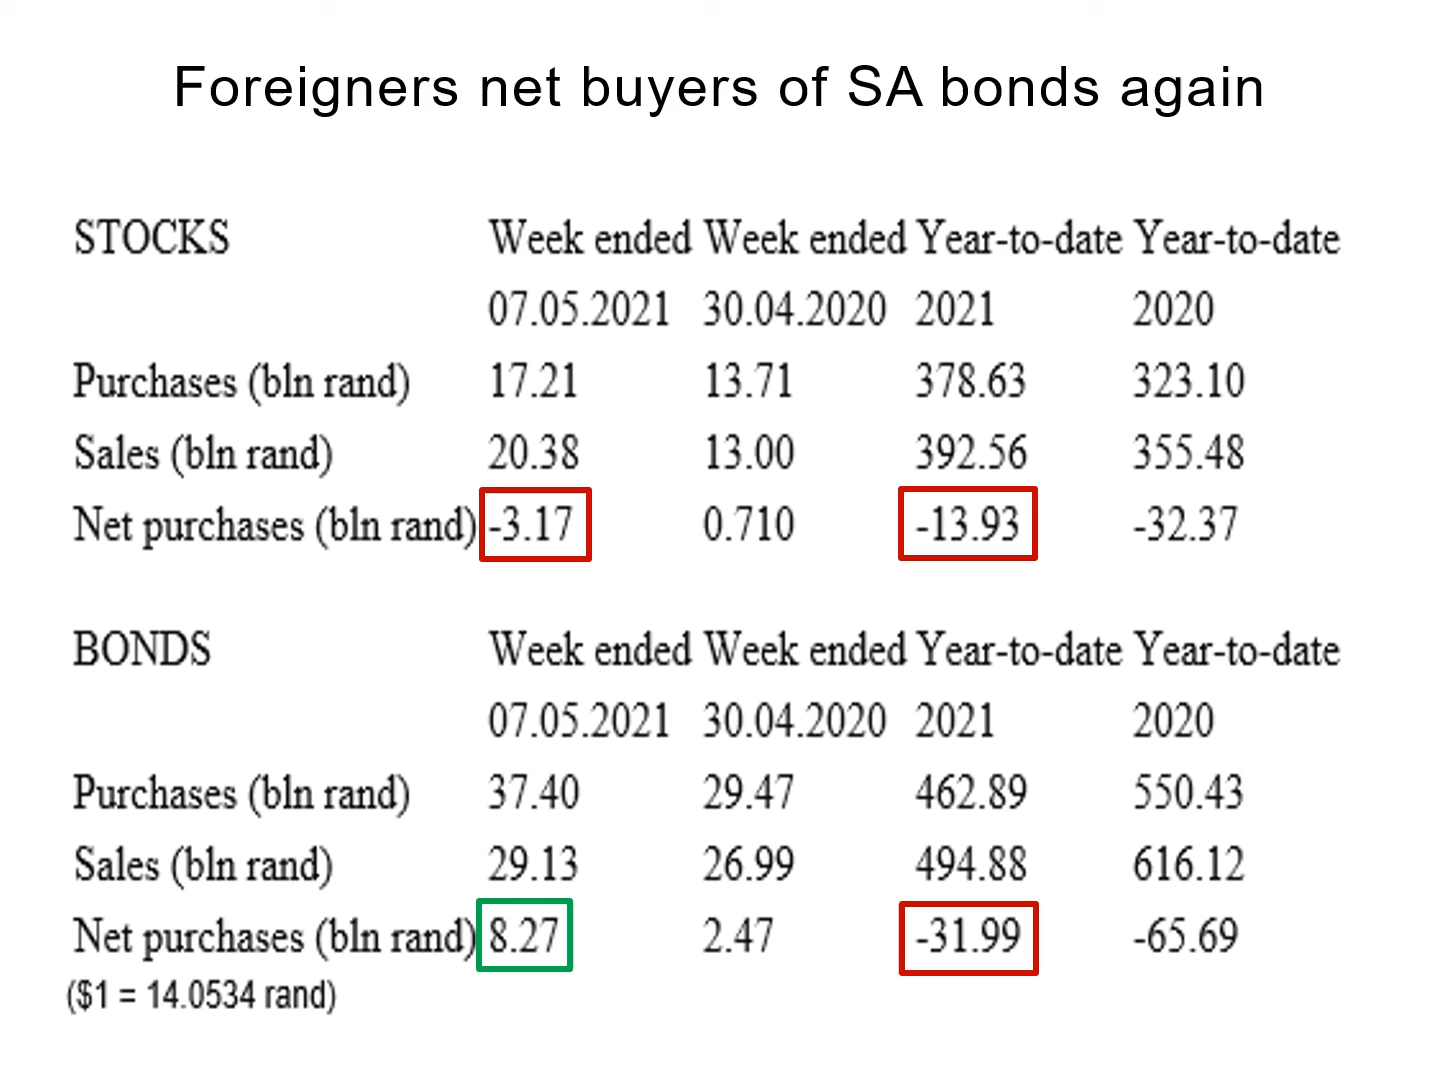 Foreigners net buyers of SA bonds again
STOCKS Week ended Week ended Year-to-date Year-to-date
07.05.2021 30.04.2020 2021 2020
Purchases (bln rand) 17.21 13.71 378.63 323.10
Sales (bln rand) 20.38 13.00 392.56 355.48
Net purchases (bln rand) -3.17 0.710 -13.93 -32.37
BONDS Week ended Week ended Year-to-date Year-to-date
07.05.2021 30.04.2020 2021 2020
Purchases (bln rand) 37.40 29.47 462.89 550.43
Sales (bln rand) 29.13 26.99 494.88 616.12
Net purchases (bln rand) 8.27 2.47 -31.99 -65.69
($1 = 14.0534 rand)